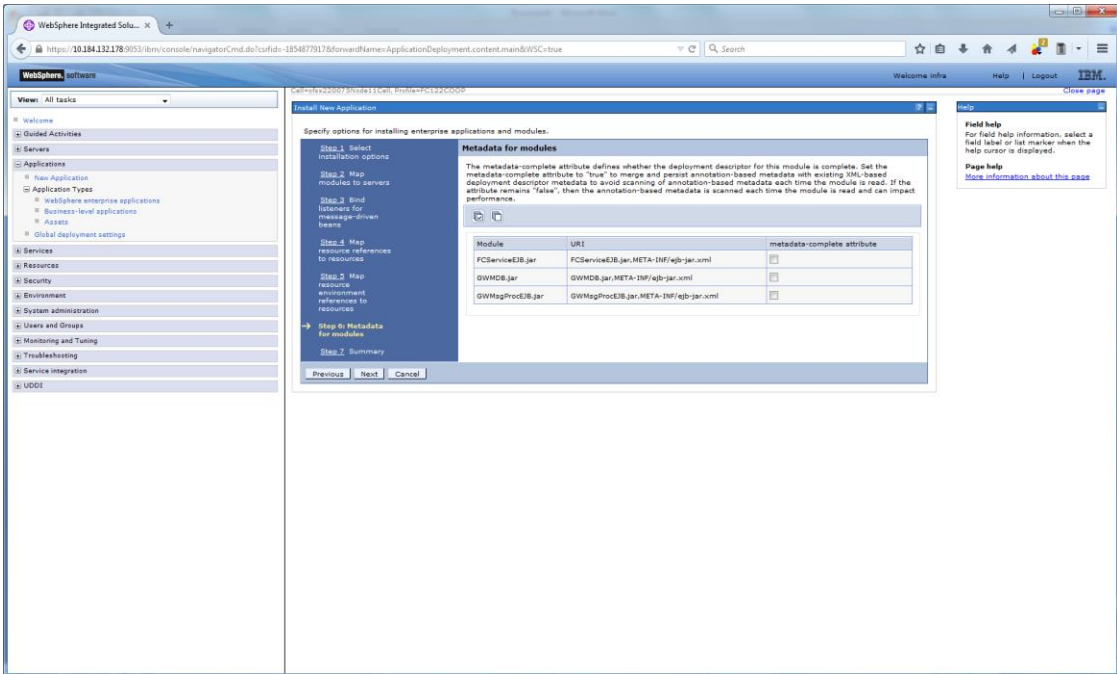 WebSphere Integrated Solu... × +
https://10.184.132.178:9053/ibm/console/navigatorCmd.do?csrfid=-1854877917&forwardName=ApplicationDeployment.content.main&WSC=true
Search
2
WebSphere. software
Welcome infra
Help | Logout
IBM.
View: All tasks
Cell=ofss220075Node11Cell, Profile=FC122COOP
Close page
Welcome
Guided Activities
Servers
Applications
New Application
Application Types
WebSphere enterprise applications
Business-level applications
Assets
Global deployment settings
Services
Resources
Security
Environment
System administration
Users and Groups
Monitoring and Tuning
Troubleshooting
Service integration
UDDI
Install New Application
?
Specify options for installing enterprise applications and modules.
Step 1 Select
installation options
Step 2 Map
modules to servers
Step 3 Bind
listeners for
message-driven
beans
Step 4 Map
resource references
to resources
Step 5 Map
resource
environment
references to
resources
Step 6: Metadata
for modules
Step 7 Summary
Metadata for modules
The metadata-complete attribute defines whether the deployment descriptor for this module is complete. Set the
metadata-complete attribute to "true" to merge and persist annotation-based metadata with existing XML-based
deployment descriptor metedata to avoid scanning of annotation-based metadata each time the module is read. If the
attribute remains "false", then the annotation-based metadata is scanned each time the module is read and can impact
performance.
Module URI metadata-complete attribute
FCServiceEJB.jar FCServiceEJB.jar,META-INF/ejb-jar.xml
GWMDB.jar GWMDB.jar,META-INF/ejb-jar.xml
GWMsgProcEJB.jar GWMsgProcEJB.jar,META-INF/ejb-jar.xml
Previous Next Cancel
Help
Field help
For field help information, select a
field label or list marker when the
help cursor is displayed.
Page help
More information about this page